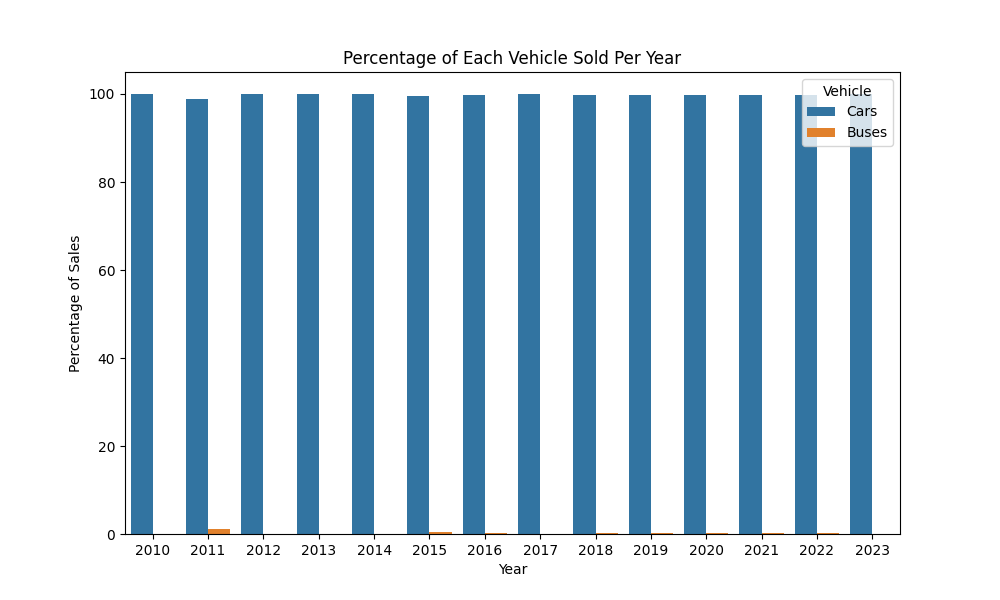 Percentage of Each Vehicle Sold Per Year
Vehicle
Cars
Buses
100
80
60
40
20
0
Percentage of Sales
2010 2011 2012 2013 2014 2015 2016 2017 2018 2019 2020 2021 2022 2023
Year